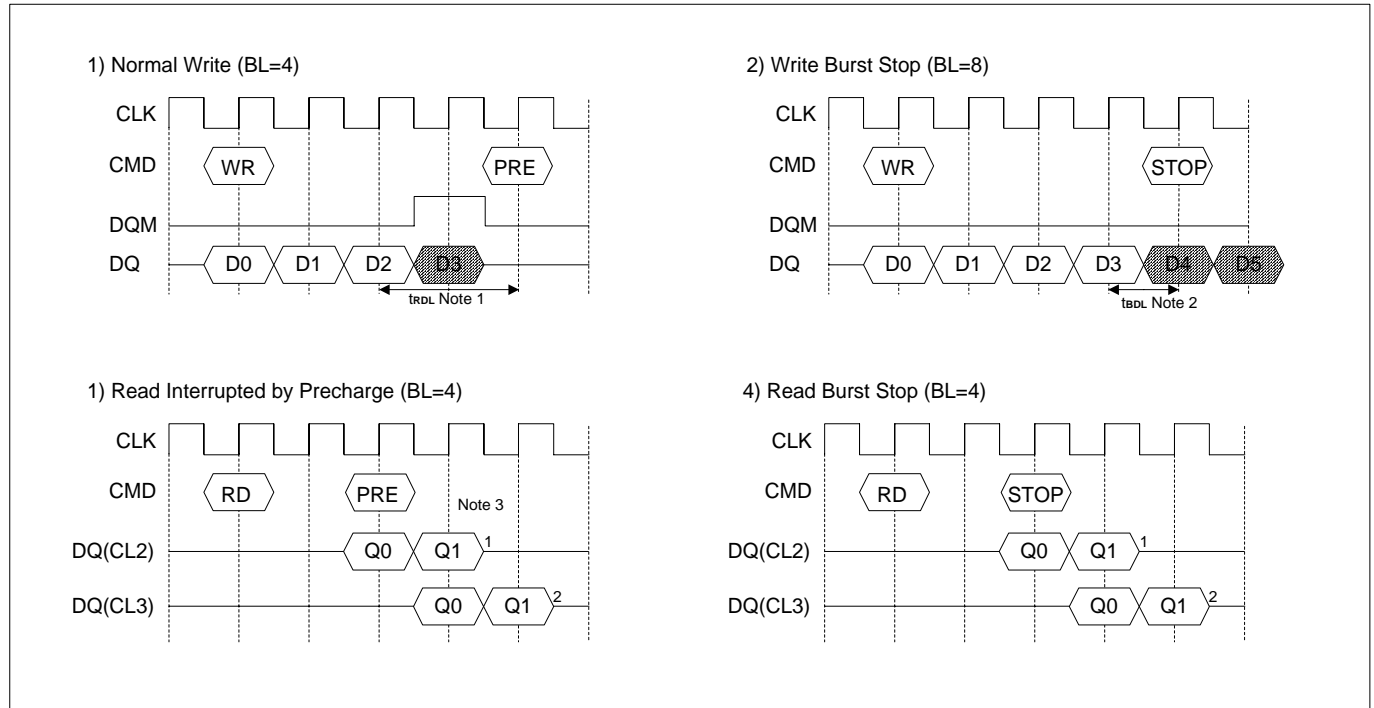 1) Normal Write (BL=4)
CLK
CMD WR PRE
DQM
DQ D0 D1 D2 D3
tRDL Note 1
2) Write Burst Stop (BL=8)
CLK
CMD WR STOP
DQM
DQ D0 D1 D2 D3 D4 D5
tBDL Note 2
1) Read Interrupted by Precharge (BL=4)
CLK
CMD RD PRE
Note 3
DQ(CL2) Q0 Q1 1
DQ(CL3) Q0 Q1 2
4) Read Burst Stop (BL=4)
CLK
CMD RD STOP
DQ(CL2) Q0 Q1 1
DQ(CL3) Q0 Q1 2